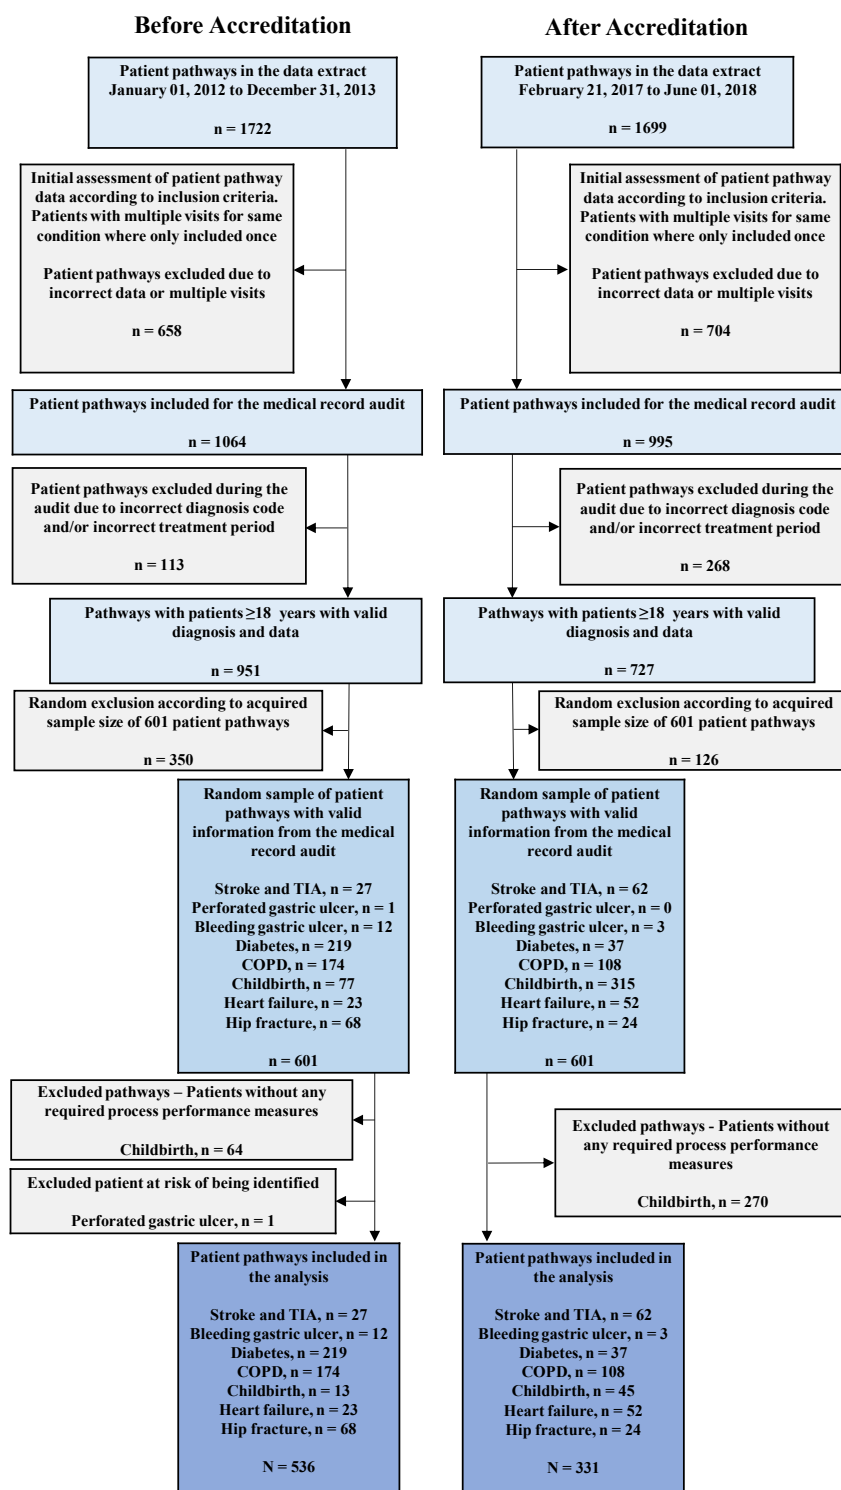 Before Accreditation
Patient pathways in the data extract
January 01, 2012 to December 31, 2013
n = 1722
Initial assessment of patient pathway
data according to inclusion criteria.
Patients with multiple visits for same
condition where only included once
Patient pathways excluded due to
incorrect data or multiple visits
n = 658
Patient pathways included for the medical record audit
n = 1064
Patient pathways excluded during the
audit due to incorrect diagnosis code
and/or incorrect treatment period
n = 113
Pathways with patients ≥18 years with valid
diagnosis and data
n = 951
Random exclusion according to acquired
sample size of 601 patient pathways
n = 350
Random sample of patient
pathways with valid
information from the medical
record audit
Stroke and TIA, n = 27
Perforated gastric ulcer, n = 1
Bleeding gastric ulcer, n = 12
Diabetes, n = 219
COPD, n = 174
Childbirth, n = 77
Heart failure, n = 23
Hip fracture, n = 68
n = 601
Excluded pathways – Patients without any
required process performance measures
Childbirth, n = 64
Excluded patient at risk of being identified
Perforated gastric ulcer, n = 1
Patient pathways included in
the analysis
Stroke and TIA, n = 27
Bleeding gastric ulcer, n = 12
Diabetes, n = 219
COPD, n = 174
Childbirth, n = 13
Heart failure, n = 23
Hip fracture, n = 68
N = 536
After Accreditation
Patient pathways in the data extract
February 21, 2017 to June 01, 2018
n = 1699
Initial assessment of patient pathway
data according to inclusion criteria.
Patients with multiple visits for same
condition where only included once
Patient pathways excluded due to
incorrect data or multiple visits
n = 704
Patient pathways included for the medical record audit
n = 995
Patient pathways excluded during the
audit due to incorrect diagnosis code
and/or incorrect treatment period
n = 268
Pathways with patients ≥18 years with valid
diagnosis and data
n = 727
Random exclusion according to acquired
sample size of 601 patient pathways
n = 126
Random sample of patient
pathways with valid
information from the medical
record audit
Stroke and TIA, n = 62
Perforated gastric ulcer, n = 0
Bleeding gastric ulcer, n = 3
Diabetes, n = 37
COPD, n = 108
Childbirth, n = 315
Heart failure, n = 52
Hip fracture, n = 24
n = 601
Excluded pathways - Patients without
any required process performance
measures
Childbirth, n = 270
Patient pathways included in
the analysis
Stroke and TIA, n = 62
Bleeding gastric ulcer, n = 3
Diabetes, n = 37
COPD, n = 108
Childbirth, n = 45
Heart failure, n = 52
Hip fracture, n = 24
N = 331